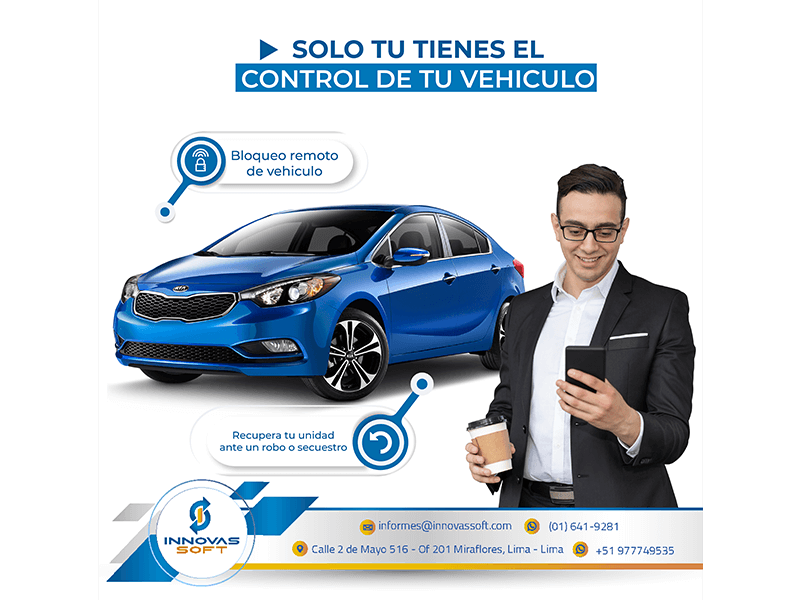 SOLO TU TIENES EL
CONTROL DE TU VEHICULO
Bloqueo remoto
de vehiculo
KIA
Recupera tu unidad
ante un robo o secuestro
INNOVAS
SOFT
informes@innovassoft.com
(01) 641-9281
Calle 2 de Mayo 516 - Of 201 Miraflores, Lima - Lima
+51 977749535